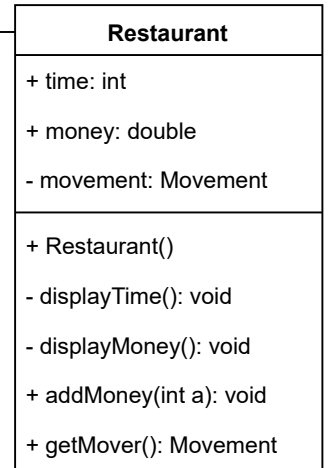 Restaurant
+ time: int
+ money: double
- movement: Movement
+ Restaurant()
- displayTime(): void
- displayMoney(): void
+ addMoney(int a): void
+ getMover(): Movement